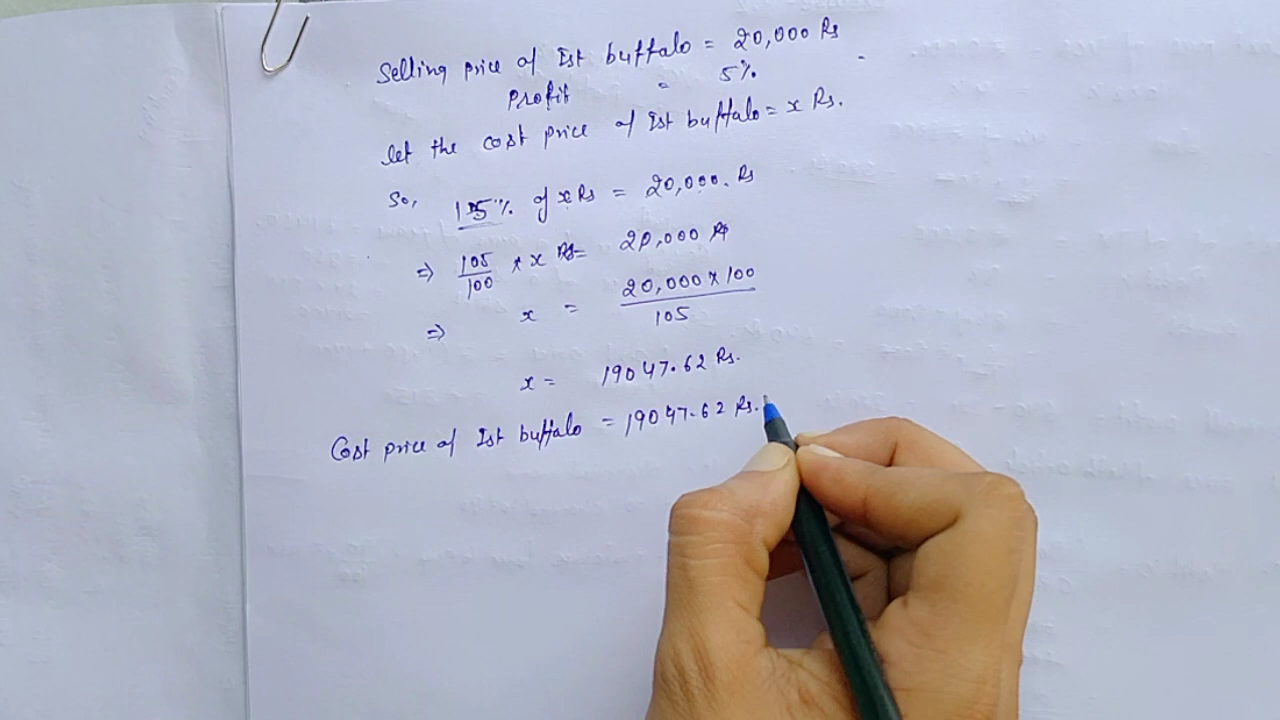 Selling price of Ist buffalo = 20,000 Rs
Profit = 5%
let the cost price of Ist buffalo = x Rs.
So, 105% of x Rs = 20,000. Rs
⇒ 105/100 × x Rs = 20,000 Rs
⇒ x = 20,000 × 100 / 105
x = 19047.62 Rs.
Cost price of Ist buffalo = 19047.62 Rs.